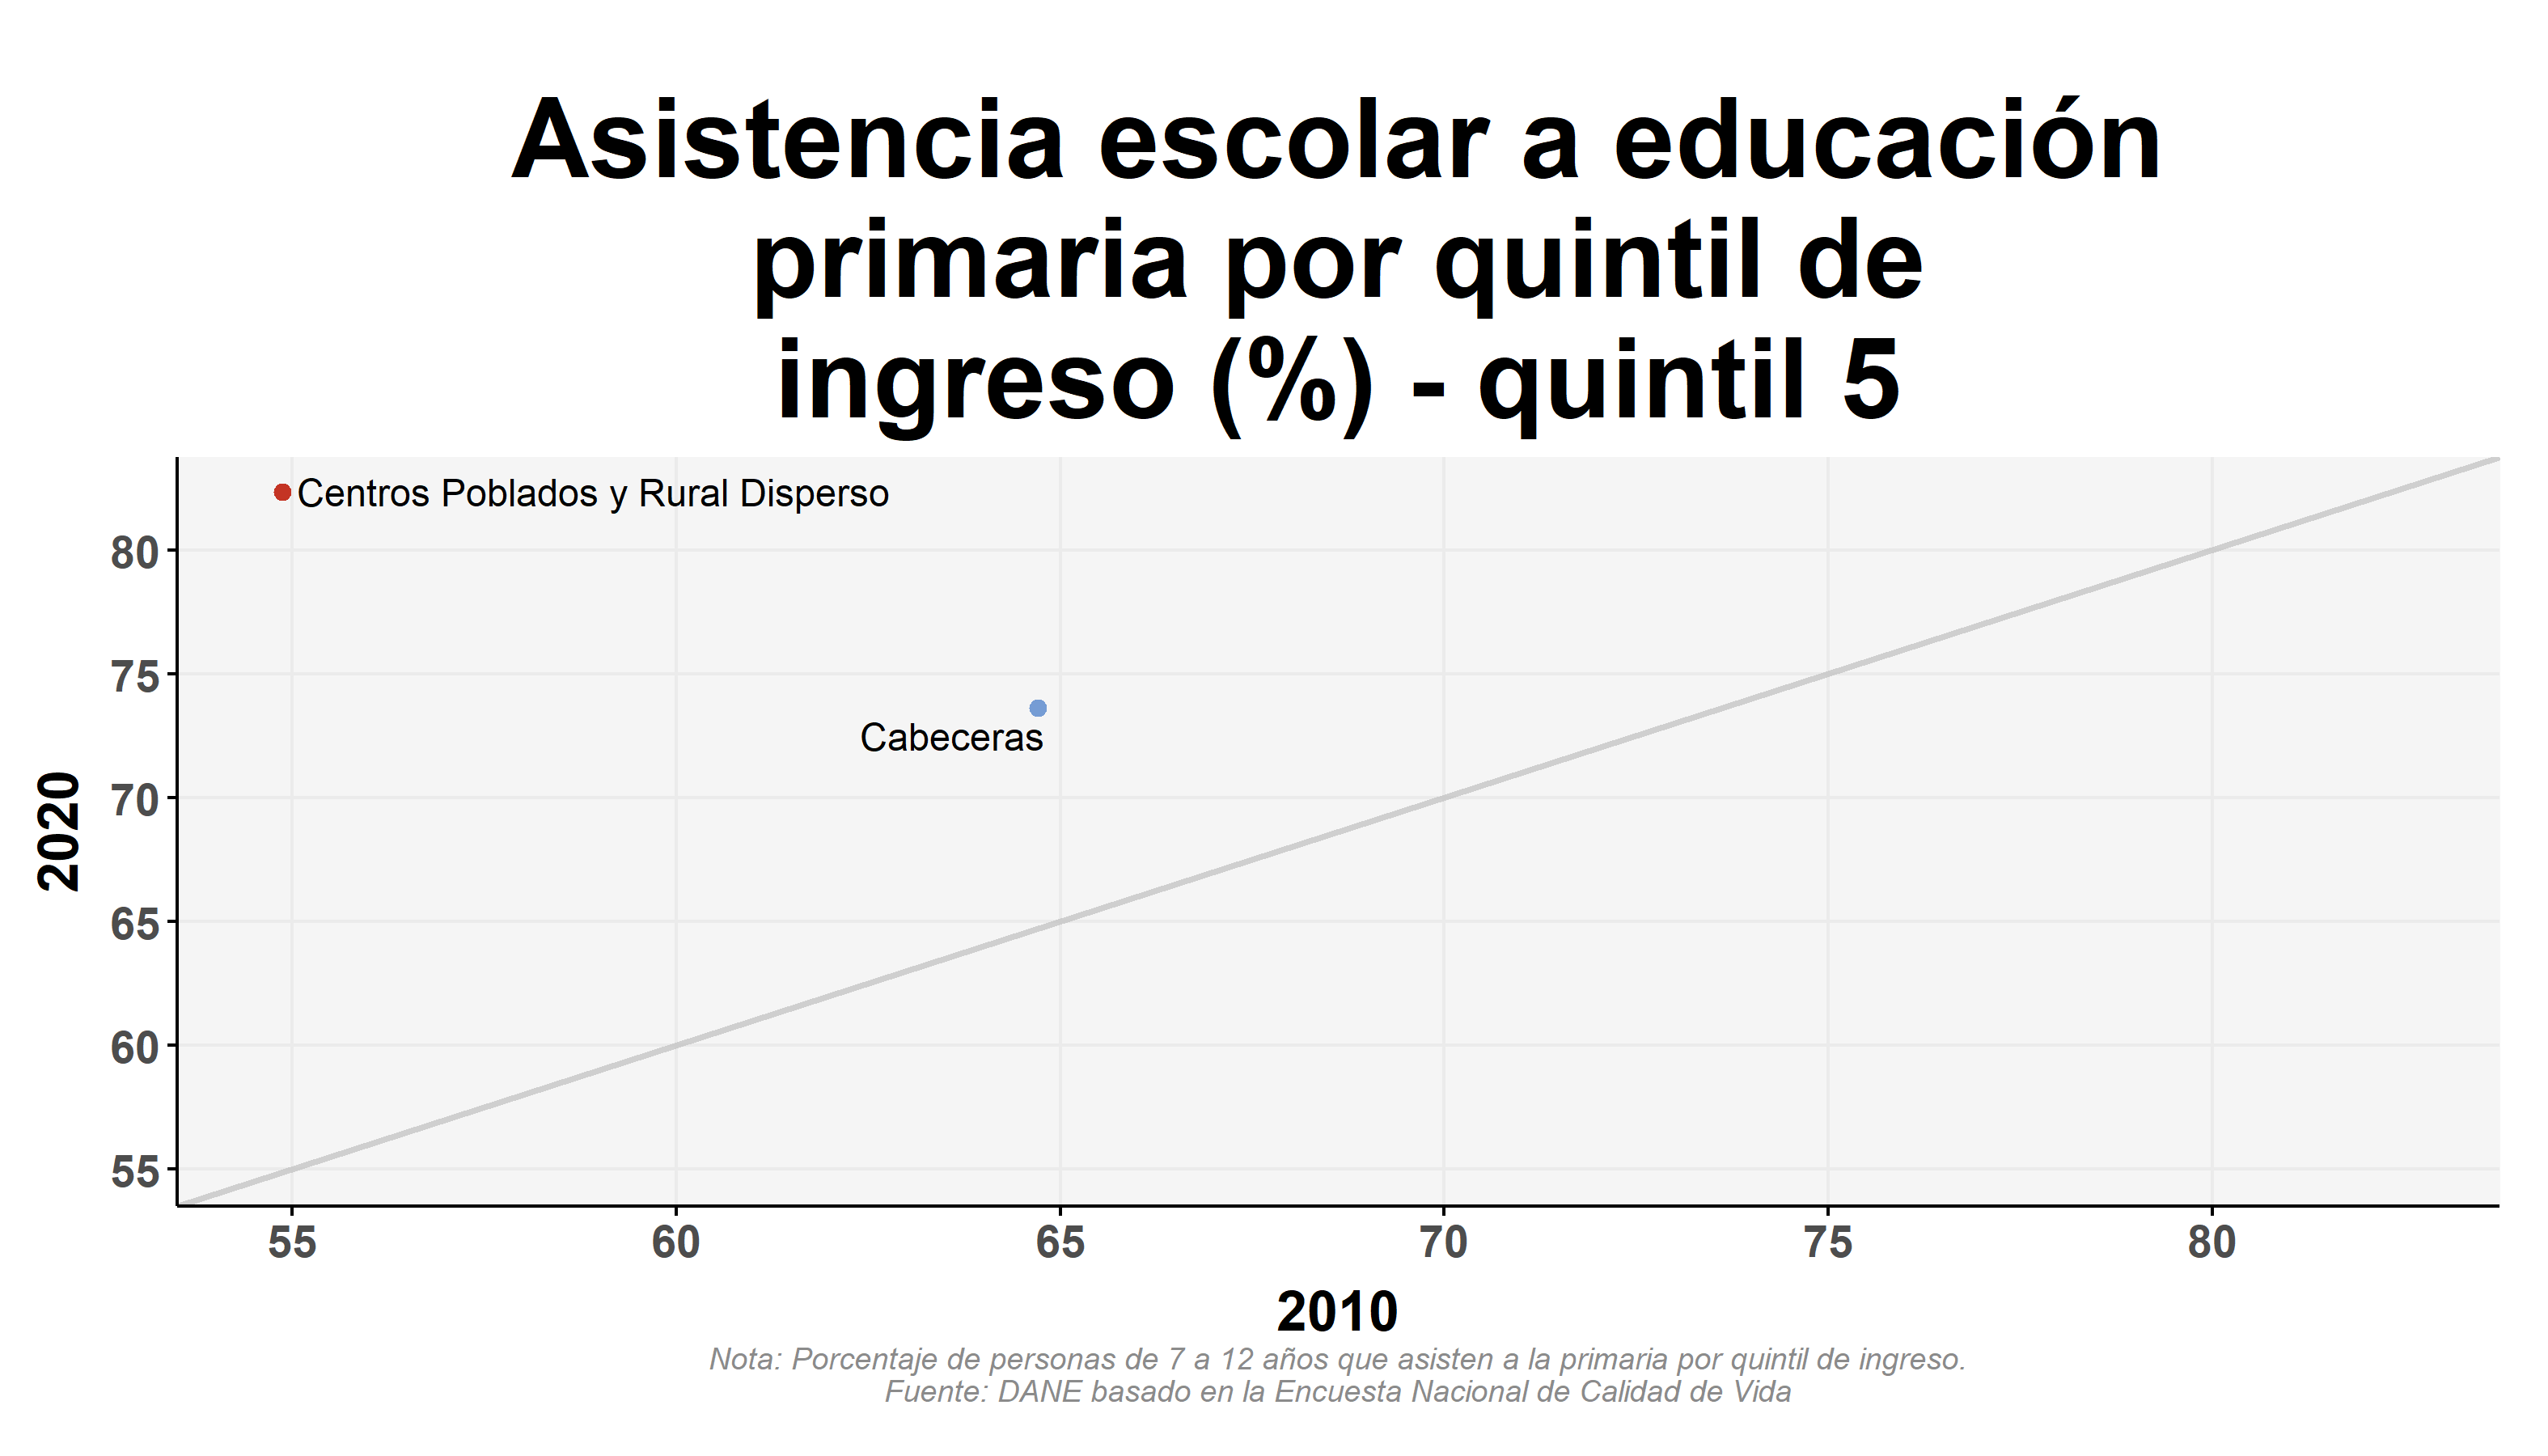 Asistencia escolar a educación
primaria por quintil de
ingreso (%) - quintil 5
Centros Poblados y Rural Disperso
80
75
Cabeceras
70
2020
65
60
55
55 60 65 70 75 80
2010
Nota: Porcentaje de personas de 7 a 12 años que asisten a la primaria por quintil de ingreso.
Fuente: DANE basado en la Encuesta Nacional de Calidad de Vida